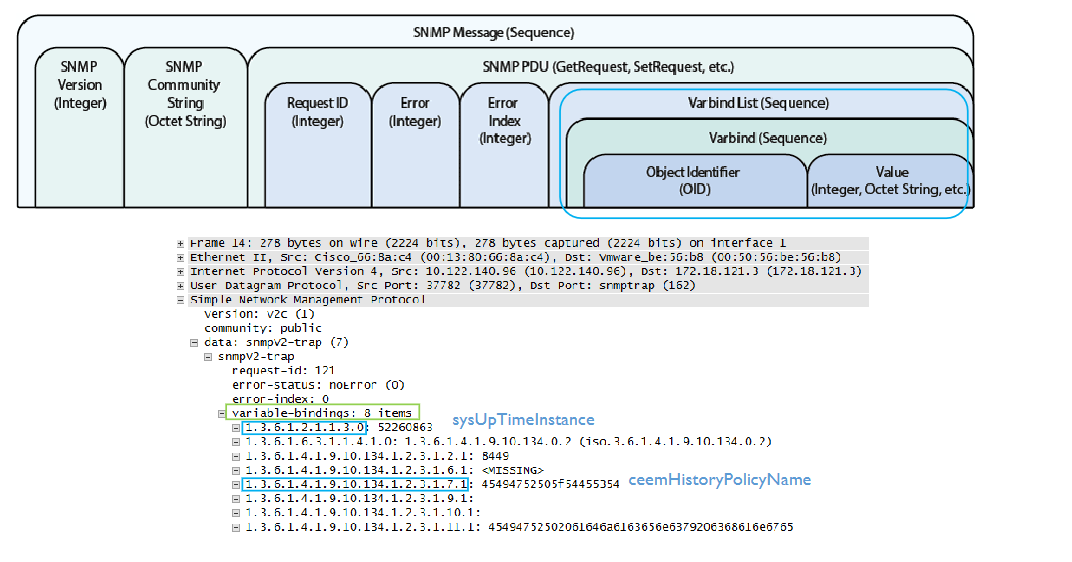 SNMP Message (Sequence)
SNMP
Version
(Integer)
SNMP
Community
String
(Octet String)
SNMP PDU (GetRequest, SetRequest, etc.)
Request ID
(Integer)
Error
(Integer)
Error
Index
(Integer)
Varbind List (Sequence)
Varbind (Sequence)
Object Identifier
(OID)
Value
(Integer, Octet String, etc.)
Frame 14: 278 bytes on wire (2224 bits), 278 bytes captured (2224 bits) on interface 1
Ethernet II, Src: Cisco_66:8a:c4 (00:13:80:66:8a:c4), Dst: Vmware_be:56:b8 (00:50:56:be:56:b8)
Internet Protocol Version 4, Src: 10.122.140.96 (10.122.140.96), Dst: 172.18.121.3 (172.18.121.3)
User Datagram Protocol, Src Port: 37782 (37782), Dst Port: snmptrap (162)
Simple Network Management Protocol
version: v2c (1)
community: public
data: snmpV2-trap (7)
snmpV2-trap
request-id: 121
error-status: noError (0)
error-index: 0
variable-bindings: 8 items
1.3.6.1.2.1.1.3.0: 52260863 sysUpTimeInstance
1.3.6.1.6.3.1.1.4.1.0: 1.3.6.1.4.1.9.10.134.0.2 (iso.3.6.1.4.1.9.10.134.0.2)
1.3.6.1.4.1.9.10.134.1.2.3.1.2.1: 8449
1.3.6.1.4.1.9.10.134.1.2.3.1.6.1: <MISSING>
1.3.6.1.4.1.9.10.134.1.2.3.1.7.1: 45494752505f54455354 ceemHistoryPolicyName
1.3.6.1.4.1.9.10.134.1.2.3.1.9.1:
1.3.6.1.4.1.9.10.134.1.2.3.1.10.1:
1.3.6.1.4.1.9.10.134.1.2.3.1.11.1: 45494752502061646a6163656e6379206368616e6765